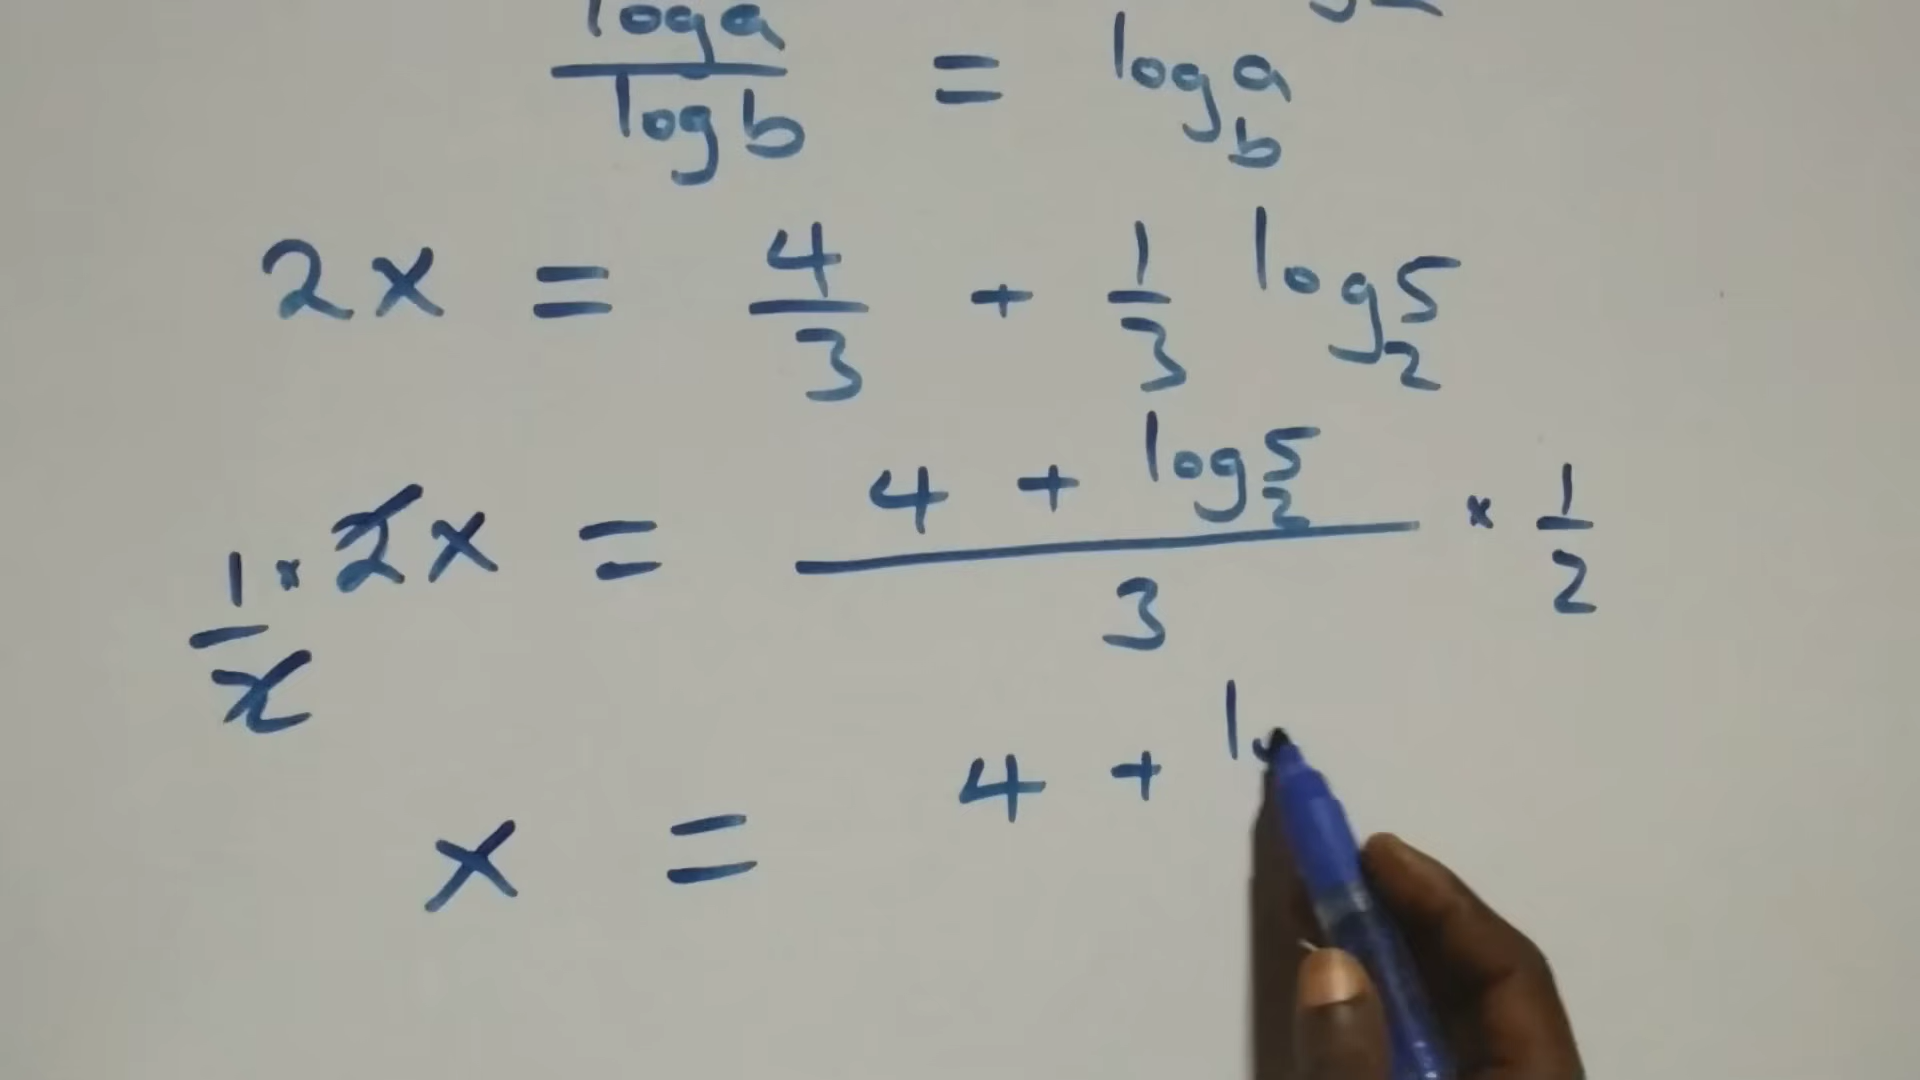 log a / log b = log_b a
2x = 4/3 + 1/3 log_2 5
1/2 × 2x = (4 + log_2 5)/3 × 1/2
x = 4 + lo